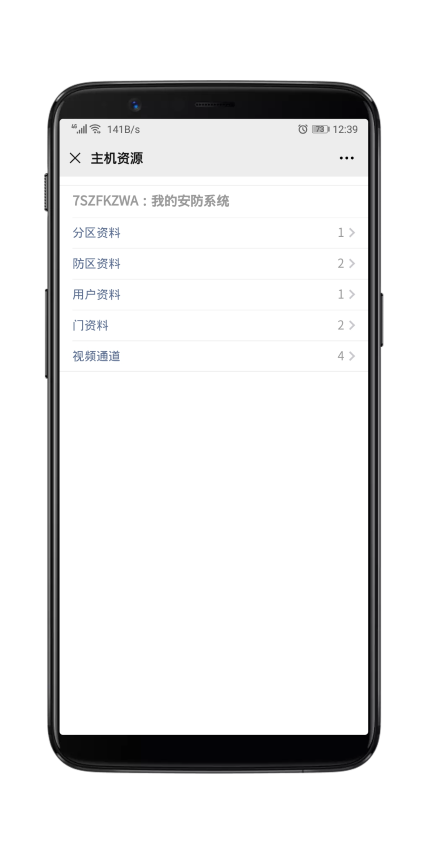 4G 141B/s 73 12:39
主机资源
7SZFKZWA：我的安防系统
分区资料 1
防区资料 2
用户资料 1
门资料 2
视频通道 4